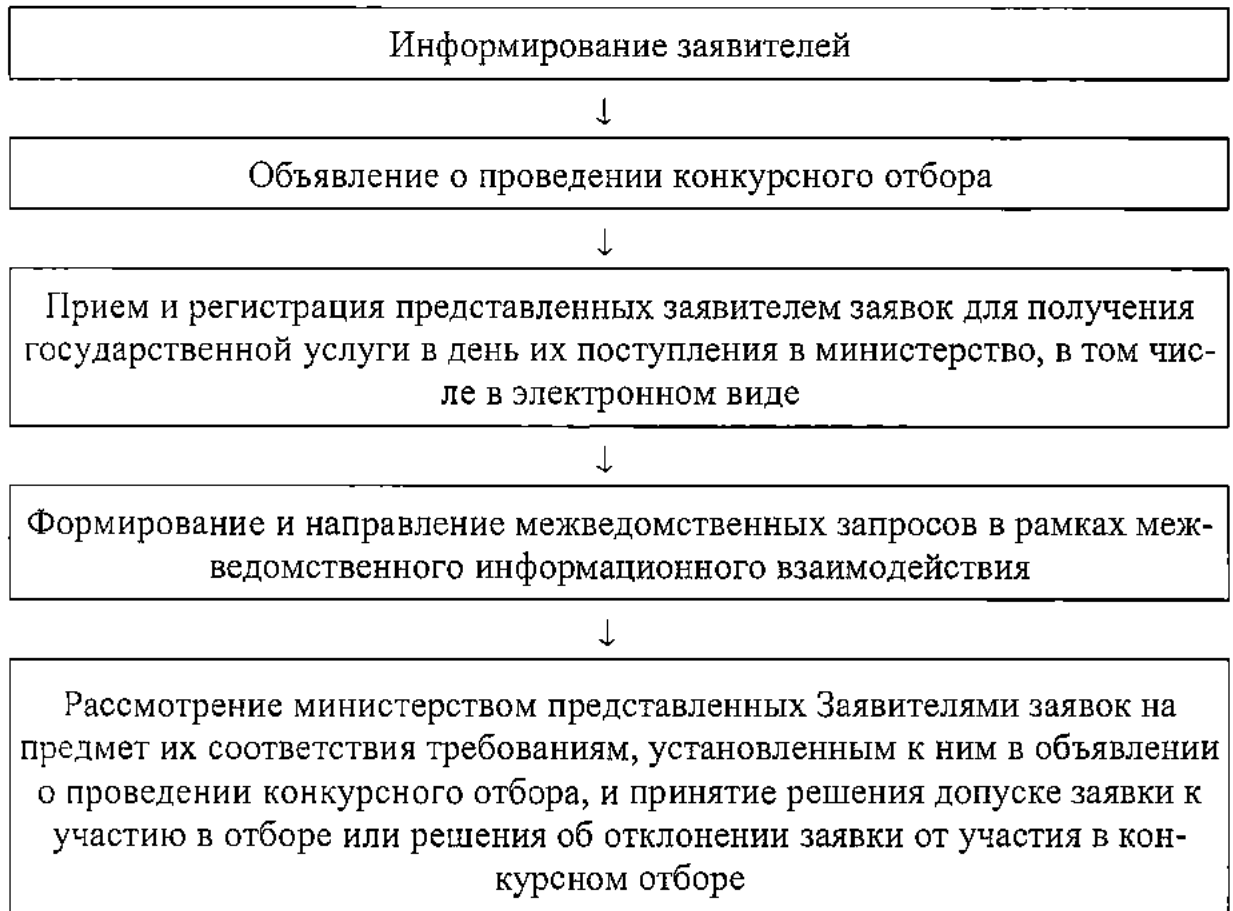 Информирование заявителей
↓
Объявление о проведении конкурсного отбора
↓
Прием и регистрация представленных заявителем заявок для получения
государственной услуги в день их поступления в министерство, в том чис-
ле в электронном виде
↓
Формирование и направление межведомственных запросов в рамках меж-
ведомственного информационного взаимодействия
↓
Рассмотрение министерством представленных Заявителями заявок на
предмет их соответствия требованиям, установленным к ним в объявлении
о проведении конкурсного отбора, и принятие решения допуске заявки к
участию в отборе или решения об отклонении заявки от участия в кон-
курсном отборе